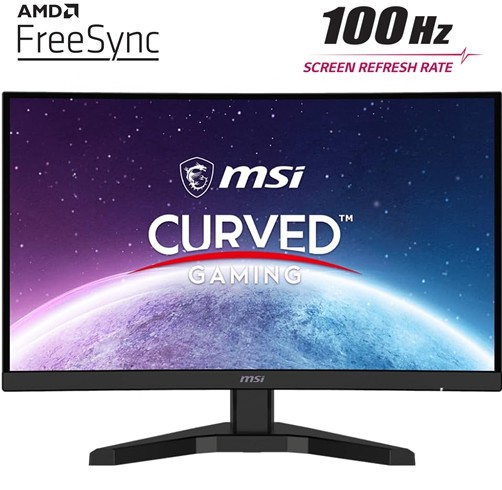 AMD
FreeSync
100Hz
SCREEN REFRESH RATE
msi
CURVED™
GAMING
msi